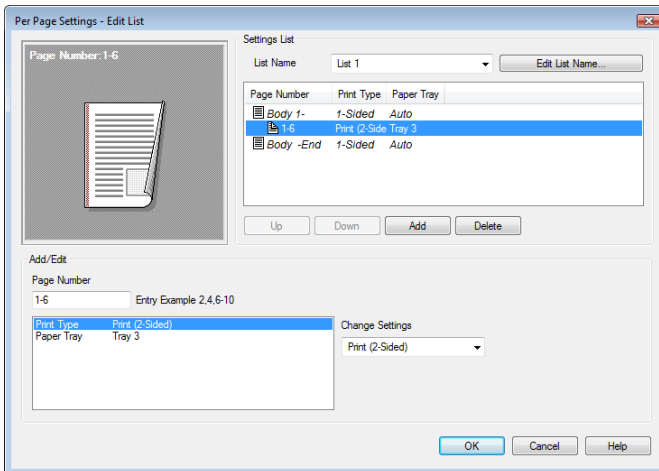 Per Page Settings - Edit List
Page Number:1-6
Settings List
List Name List 1 Edit List Name...
Page Number Print Type Paper Tray
Body 1- 1-Sided Auto
1-6 Print (2-Side Tray 3
Body -End 1-Sided Auto
Up Down Add Delete
Add/Edit
Page Number
1-6 Entry Example 2,4,6-10
Print Type Print (2-Sided)
Paper Tray Tray 3
Change Settings
Print (2-Sided)
OK Cancel Help